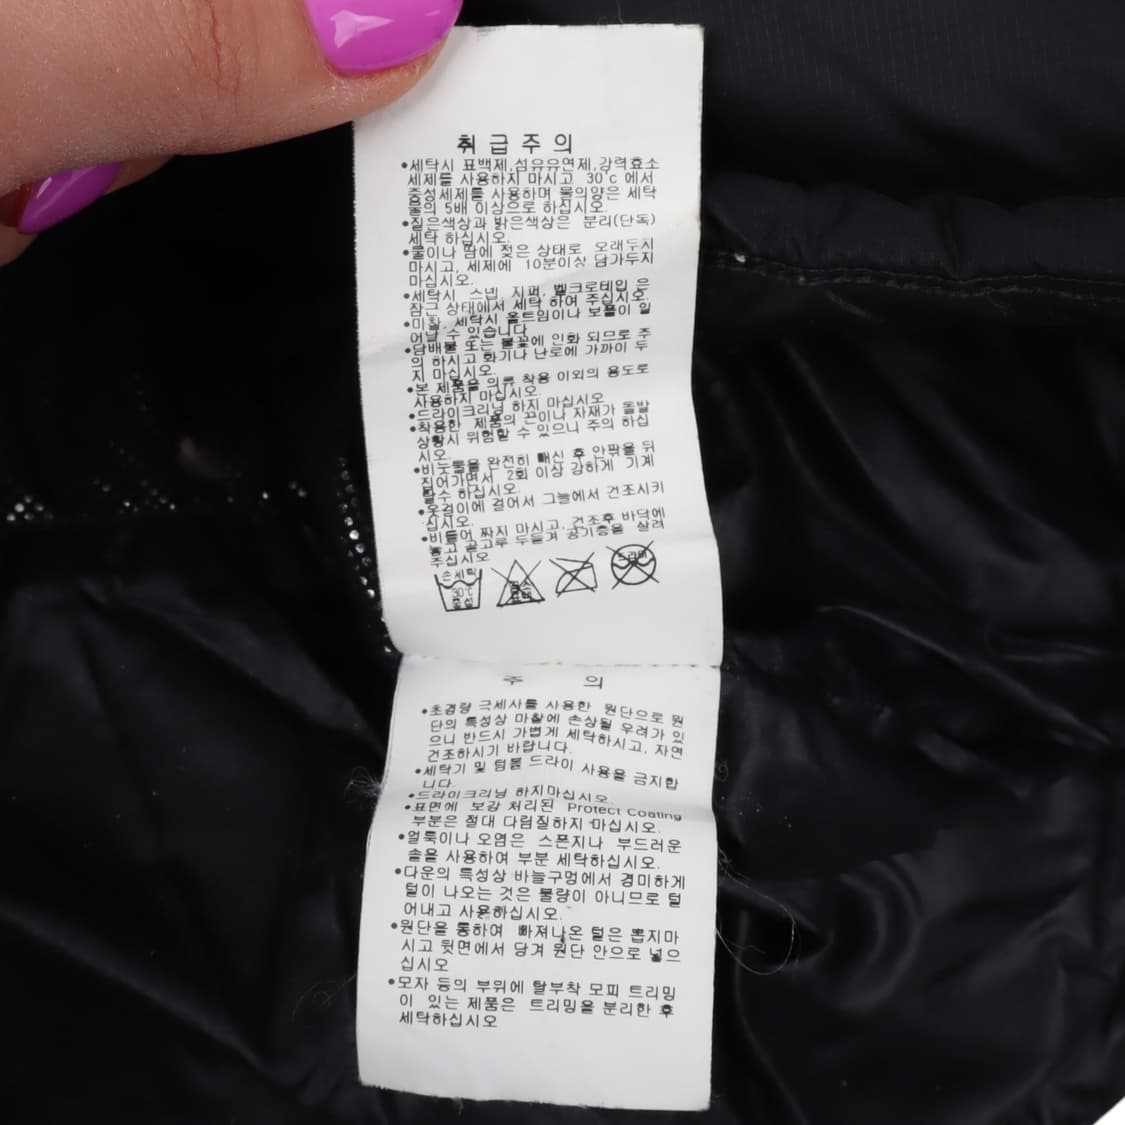 취급주의
•세탁시 표백제,섬유유연제,강력효소
세제를 사용하지 마시고 30℃에서
중성세제를 사용하며 물의양은 세탁
물의 5배 이상으로 하십시오.
•짙은색상과 밝은색상은 분리(단독)
세탁 하십시오.
•물이나 땀에 젖은 상태로 오래두지
마시고, 세제에 10분이상 담가두지
마십시오.
•세탁시 스냅, 지퍼, 벨크로테입 은
잠근 상태에서 세탁 하여 주십시오.
•마찰, 세탁시 올트임이나 보플이 일
어날 수 있습니다
•담배불 또는 불꽃에 인화 되므로 주
의 하시고 화기나 난로에 가까이 두
지 마십시오.
•본 제품을 의류 착용 이외의 용도로
사용하지 마십시오.
•드라이크리닝 하지 마십시오
•착용한 제품의 끈이나 자재가 돌발
상황시 위험할 수 있으니 주의 하십
시오.
•비눗물을 완전히 빼신 후 안팎을 뒤
집어가면서 2회 이상 강하게 기계
탈수 하십시오.
•옷걸이에 걸어서 그늘에서 건조시키
십시오.
•비틀어 짜지 마시고, 건조후 바닥에
놓고 골고루 두들겨 공기층을 살려
주십시오
손세탁
30℃
중성
염소
표백
드라이
주 의
•초경량 극세사를 사용한 원단으로 원
단의 특성상 마찰에 손상될 우려가 있
으니 반드시 가볍게 세탁하시고, 자연
건조하시기 바랍니다.
•세탁기 및 텀블 드라이 사용을 금지합
니다.
•드라이크리닝 하지마십시오.
•표면에 보강 처리된 Protect Coating
부분은 절대 다림질하지 마십시오.
•얼룩이나 오염은 스폰지나 부드러운
솔을 사용하여 부분 세탁하십시오.
•다운의 특성상 바늘구멍에서 경미하게
털이 나오는 것은 불량이 아니므로 털
어내고 사용하십시오.
•원단을 통하여 빠져나온 털은 뽑지마
시고 뒷면에서 당겨 원단 안으로 넣으
십시오
•모자 등의 부위에 탈부착 모피 트리밍
이 있는 제품은 트리밍을 분리한 후
세탁하십시오